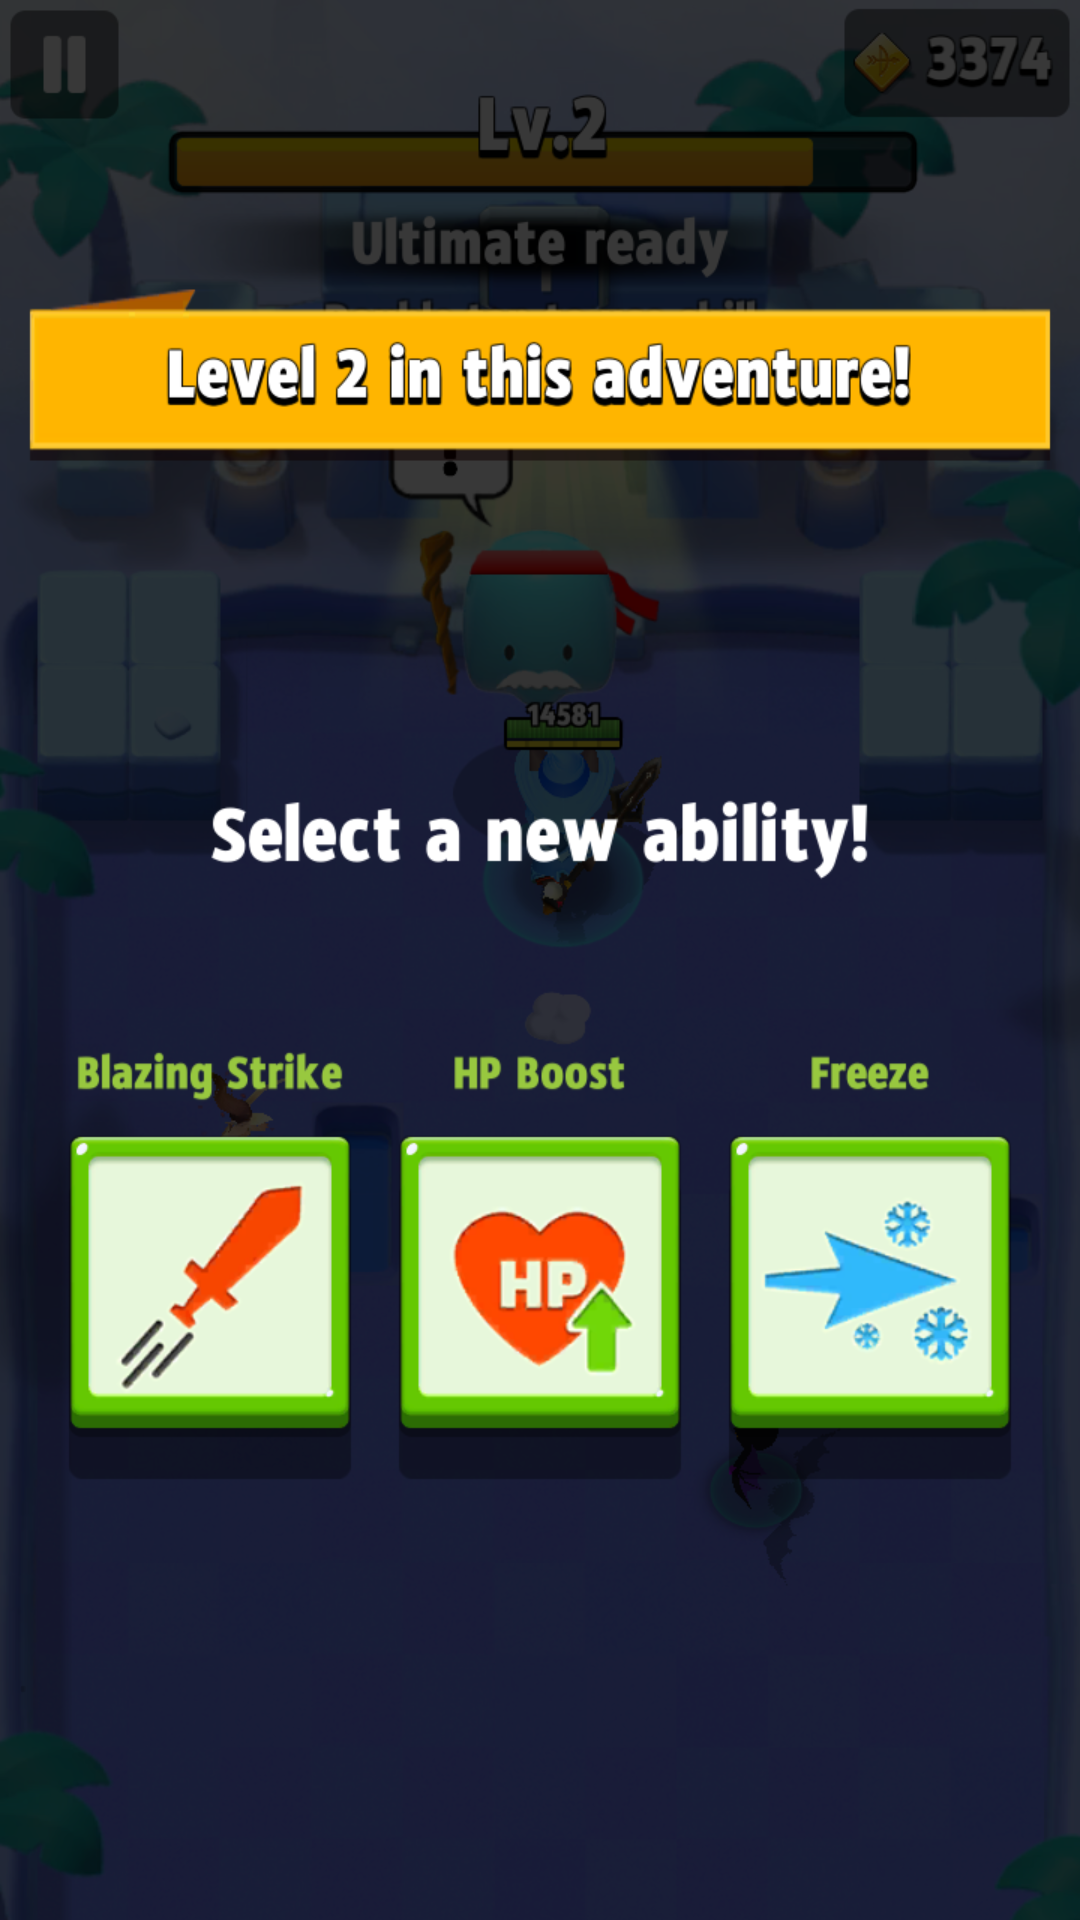 3374
Lv.2
Ultimate ready
Level 2 in this adventure!
!
14581
Select a new ability!
Blazing Strike
HP Boost
Freeze
HP